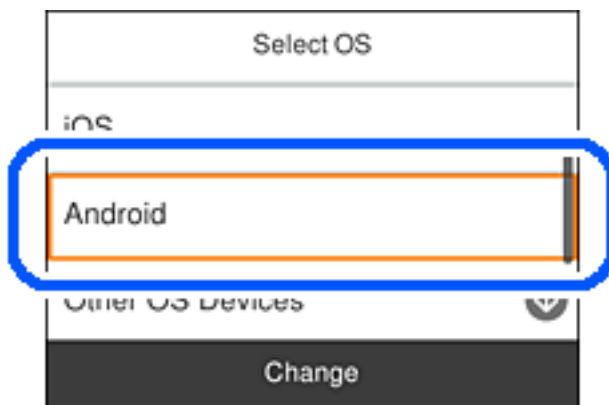 Select OS
iOS
Android
Other OS Devices
Change